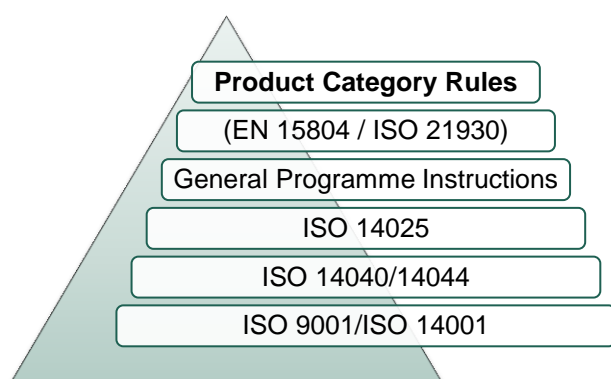 Product Category Rules
(EN 15804 / ISO 21930)
General Programme Instructions
ISO 14025
ISO 14040/14044
ISO 9001/ISO 14001